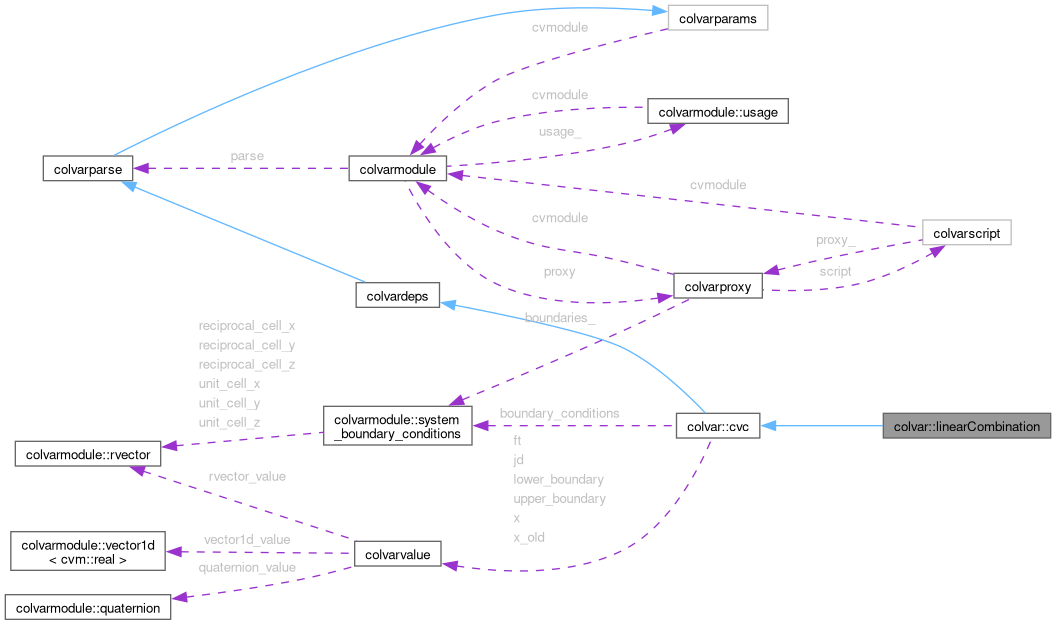 colvarparams
cvmodule
cvmodule
colvarmodule::usage
usage_
colvarparse
parse
colvarmodule
cvmodule
cvmodule
colvarscript
proxy_
proxy
script
colvarproxy
colvardeps
boundaries_
reciprocal_cell_x
reciprocal_cell_y
reciprocal_cell_z
unit_cell_x
unit_cell_y
unit_cell_z
colvarmodule::system
_boundary_conditions
boundary_conditions
colvar::cvc
colvar::linearCombination
ft
jd
lower_boundary
upper_boundary
x
x_old
colvarmodule::rvector
rvector_value
colvarmodule::vector1d
< cvm::real >
vector1d_value
colvarvalue
quaternion_value
colvarmodule::quaternion